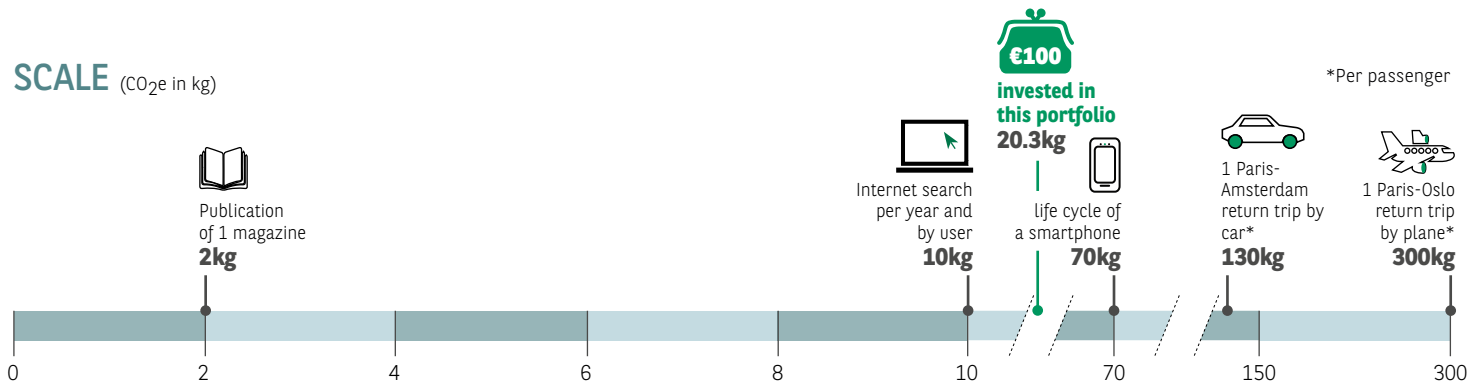 SCALE (CO2e in kg)
€100
invested in
this portfolio
20.3kg
*Per passenger
Publication
of 1 magazine
2kg
Internet search
per year and
by user
10kg
life cycle of
a smartphone
70kg
1 Paris-
Amsterdam
return trip by
car*
130kg
1 Paris-Oslo
return trip
by plane*
300kg
0 2 4 6 8 10 70 150 300